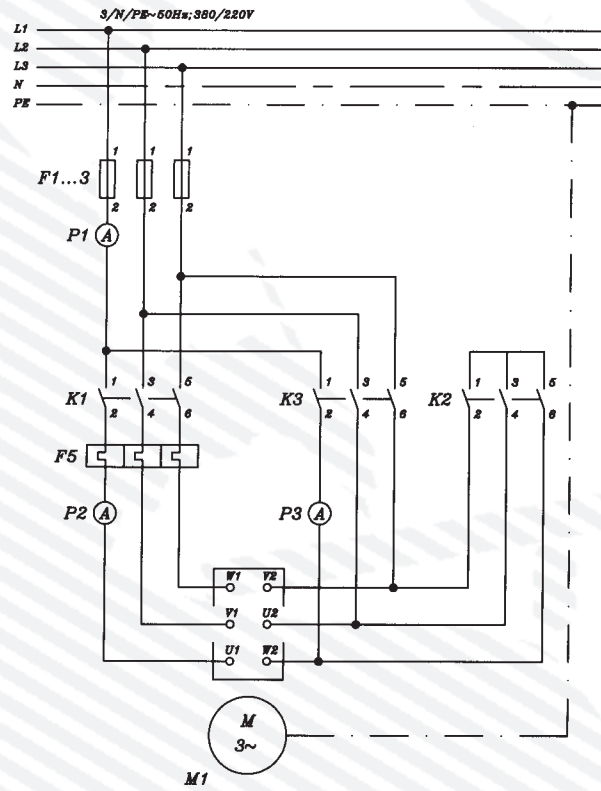 3/N/PE~50Hz;380/220V
L1
L2
L3
N
PE
1 1 1
F1...3
2 2 2
P1 A
1 3 5 1 3 5 1 3 5
K1 K3 K2
2 4 6 2 4 6 2 4 6
F5
P2 A P3 A
W1 V2
V1 U2
U1 W2
M
3~
M1